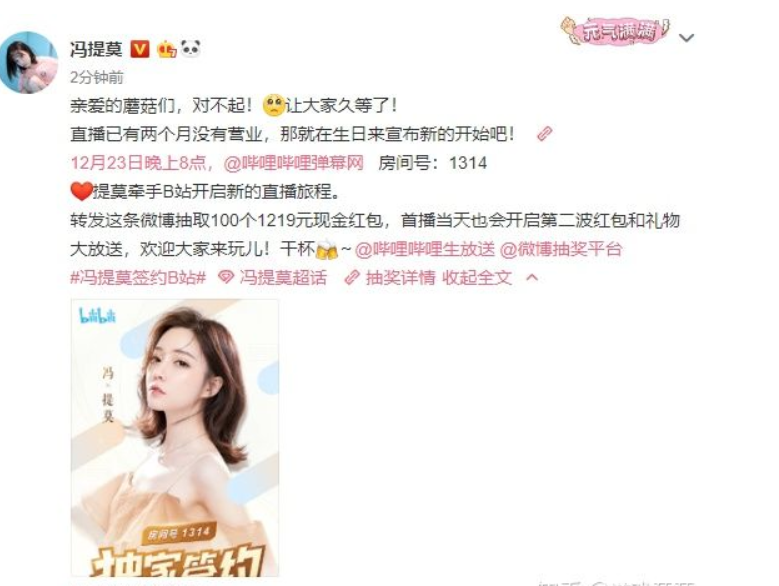 元气满满
冯提莫
2分钟前
亲爱的蘑菇们，对不起！🥺让大家久等了！
直播已有两个月没有营业，那就在生日来宣布新的开始吧！
12月23日晚上8点，@哔哩哔哩弹幕网 房间号：1314
❤️提莫牵手B站开启新的直播旅程。
转发这条微博抽取100个1219元现金红包，首播当天也会开启第二波红包和礼物
大放送，欢迎大家来玩儿！干杯🍻～@哔哩哔哩生放送 @微博抽奖平台
#冯提莫签约B站# 冯提莫超话 抽奖详情 收起全文
bilibili
冯·提莫
房间号 1314
独家签约